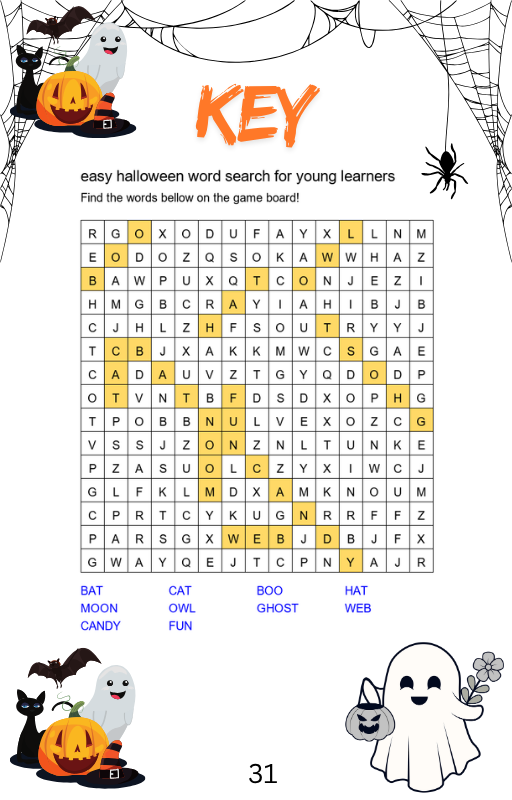 KEY
easy halloween word search for young learners
Find the words bellow on the game board!
R G O X O D U F A Y X L L N M
E O D O Z Q S O K A W W H A Z
B A W P U X Q T C O N J E Z I
H M G B C R A Y I A H I B J B
C J H L Z H F S O U T R Y Y J
T C B J X A K K M W C S G A E
C A D A U V Z T G Y Q D O D P
O T V N T B F D S D X O P H G
T P O B B N U L V E X O Z C G
V S S J Z O N Z N L T U N K E
P Z A S U O L C Z Y X I W C J
G L F K L M D X A M K N O U M
C P R T C Y K U G N R R F F Z
P A R S G X W E B J D B J F X
G W A Y Q E J T C P N Y A J R
BAT CAT BOO HAT
MOON OWL GHOST WEB
CANDY FUN
31